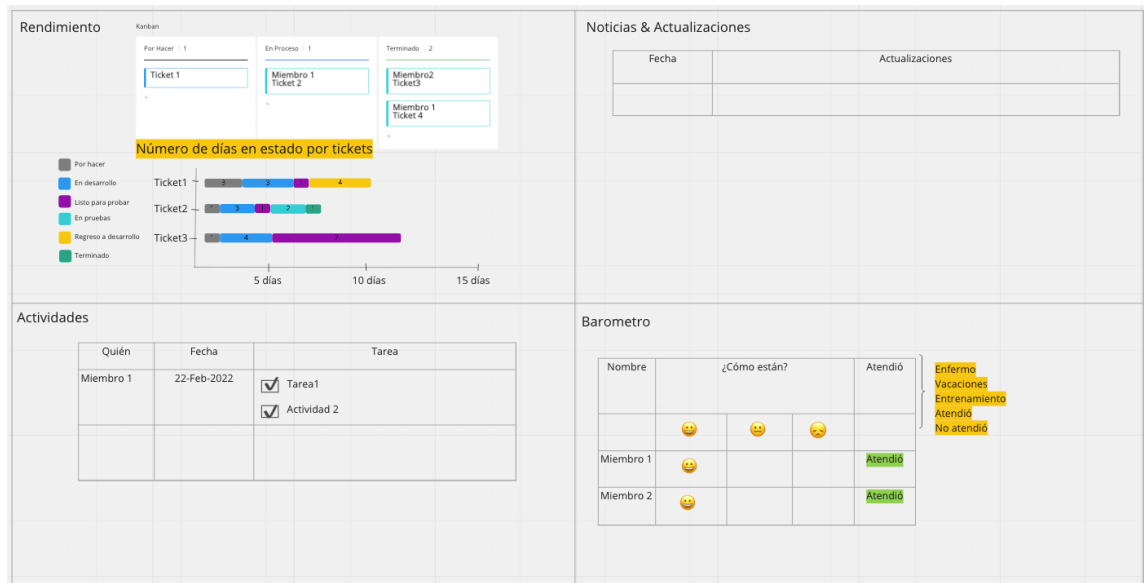 Rendimiento
Kanban
Por Hacer | 1
En Proceso | 1
Terminado | 2
Ticket 1
Miembro 1
Ticket 2
Miembro2
Ticket3
Miembro 1
Ticket 4
Número de días en estado por tickets
Por hacer
En desarrollo
Listo para probar
En pruebas
Regreso a desarrollo
Terminado
Ticket1
3 3 4
Ticket2
3 1 2
Ticket3
4 7
5 días 10 días 15 días
Noticias & Actualizaciones
Fecha Actualizaciones
Actividades
Quién Fecha Tarea
Miembro 1 22-Feb-2022
Tarea1
Actividad 2
Barometro
Nombre ¿Cómo están? Atendió
Enfermo
Vacaciones
Entrenamiento
Atendió
No atendió
Miembro 1 Atendió
Miembro 2 Atendió